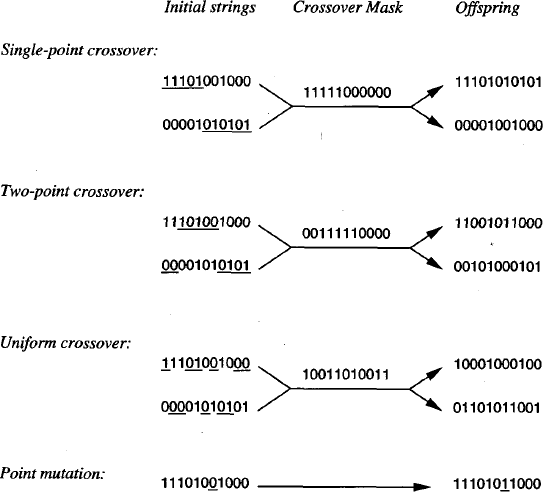 Initial strings Crossover Mask Offspring
Single-point crossover:
11101001000 11111000000 11101010101
00001010101 00001001000
Two-point crossover:
11101001000 00111110000 11001011000
00001010101 00101000101
Uniform crossover:
11101001000 10011010011 10001000100
00001010101 01101011001
Point mutation:
11101001000 11101011000